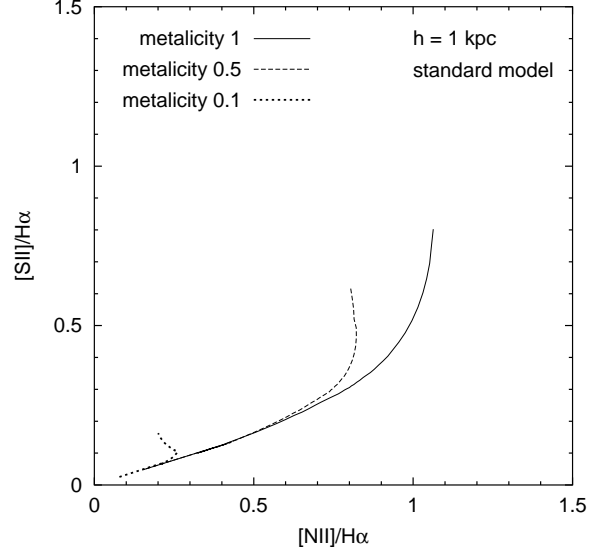 1.5
metalicity 1
h = 1 kpc
metalicity 0.5
standard model
metalicity 0.1
1
[SII]/Hα
0.5
0
0
0.5
1
1.5
[NII]/Hα